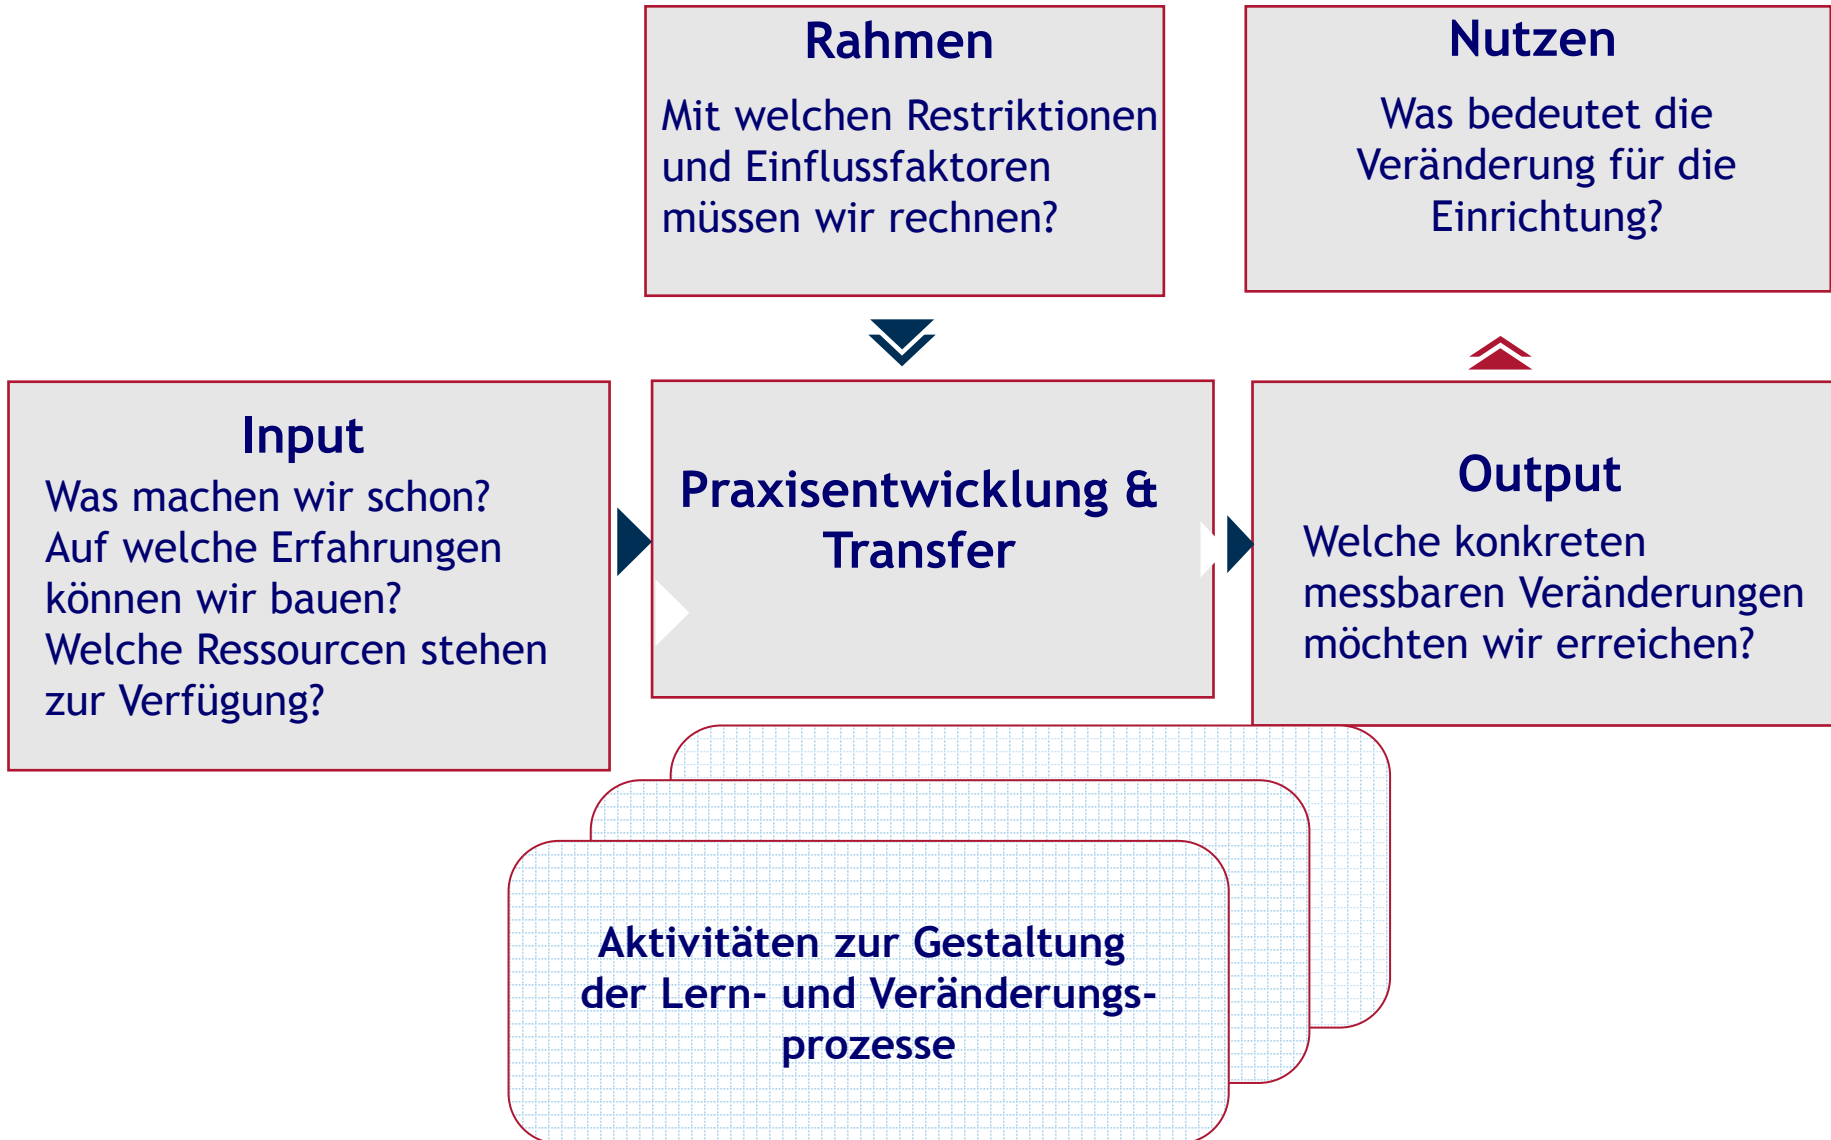 Rahmen
Mit welchen Restriktionen
und Einflussfaktoren
müssen wir rechnen?
Nutzen
Was bedeutet die
Veränderung für die
Einrichtung?
Input
Was machen wir schon?
Auf welche Erfahrungen
können wir bauen?
Welche Ressourcen stehen
zur Verfügung?
Praxisentwicklung &
Transfer
Output
Welche konkreten
messbaren Veränderungen
möchten wir erreichen?
Aktivitäten zur Gestaltung
der Lern- und Veränderungs-
prozesse